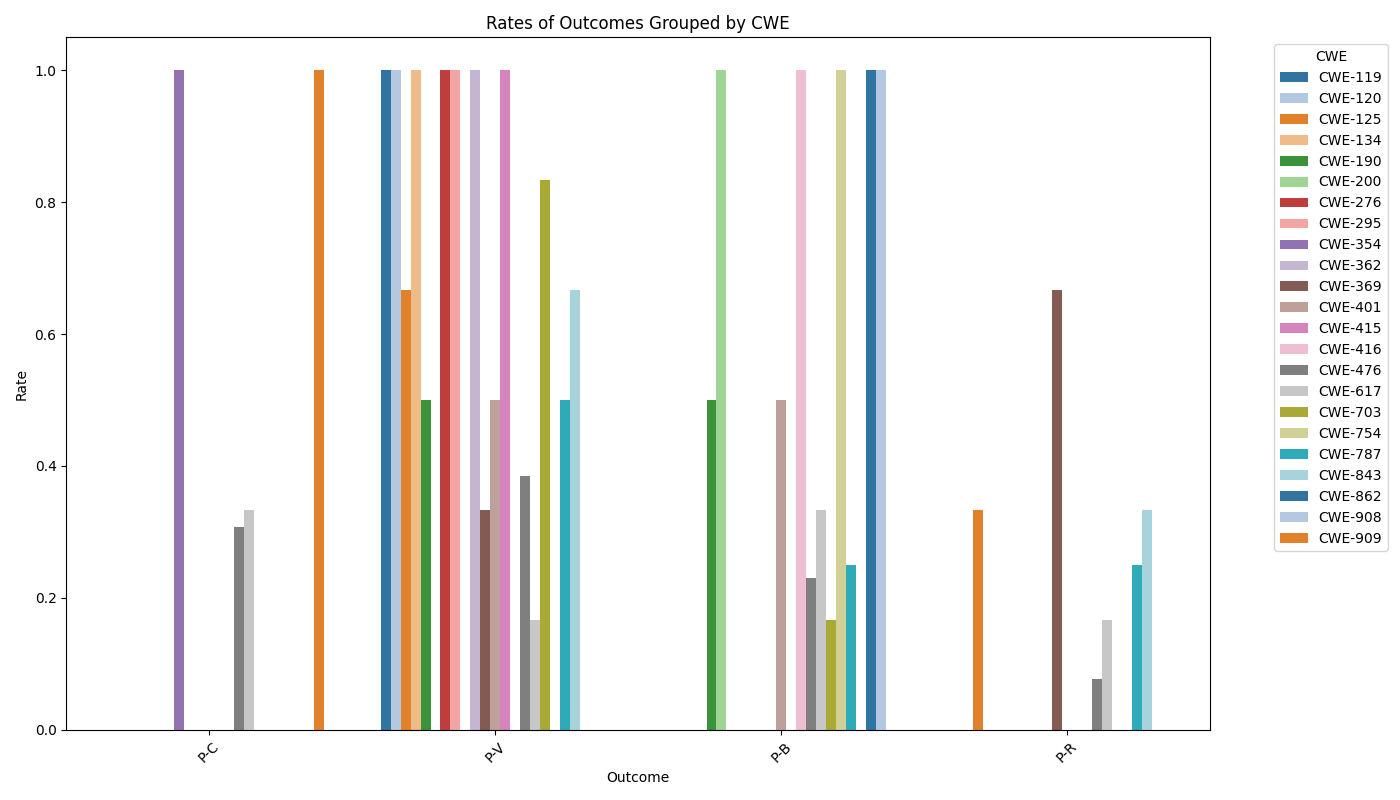 Rates of Outcomes Grouped by CWE
Rate
1.0
0.8
0.6
0.4
0.2
0.0
P-C
P-V
P-B
P-R
Outcome
CWE
CWE-119
CWE-120
CWE-125
CWE-134
CWE-190
CWE-200
CWE-276
CWE-295
CWE-354
CWE-362
CWE-369
CWE-401
CWE-415
CWE-416
CWE-476
CWE-617
CWE-703
CWE-754
CWE-787
CWE-843
CWE-862
CWE-908
CWE-909